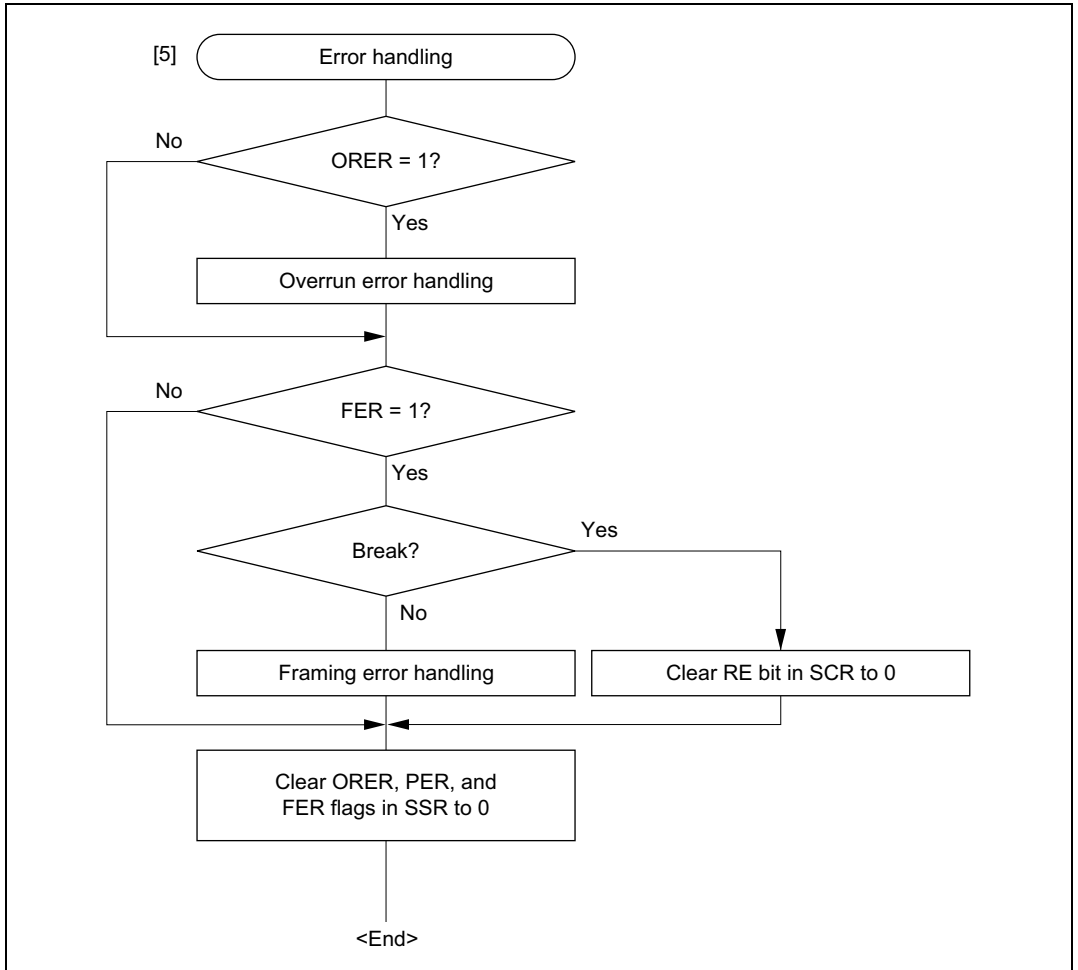 [5] Error handling
No
ORER = 1?
Yes
Overrun error handling
No
FER = 1?
Yes
Yes
Break?
No
Framing error handling
Clear RE bit in SCR to 0
Clear ORER, PER, and
FER flags in SSR to 0
<End>